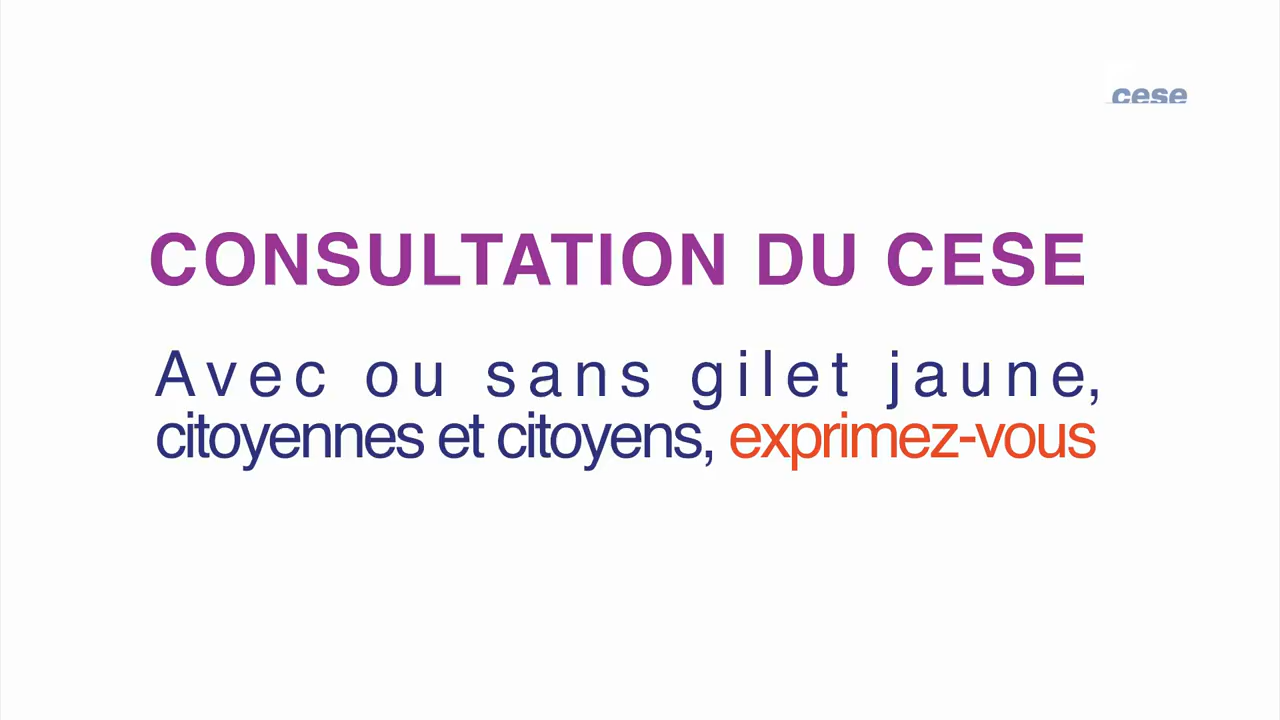 cese
CONSULTATION DU CESE
Avec ou sans gilet jaune,
citoyennes et citoyens, exprimez-vous